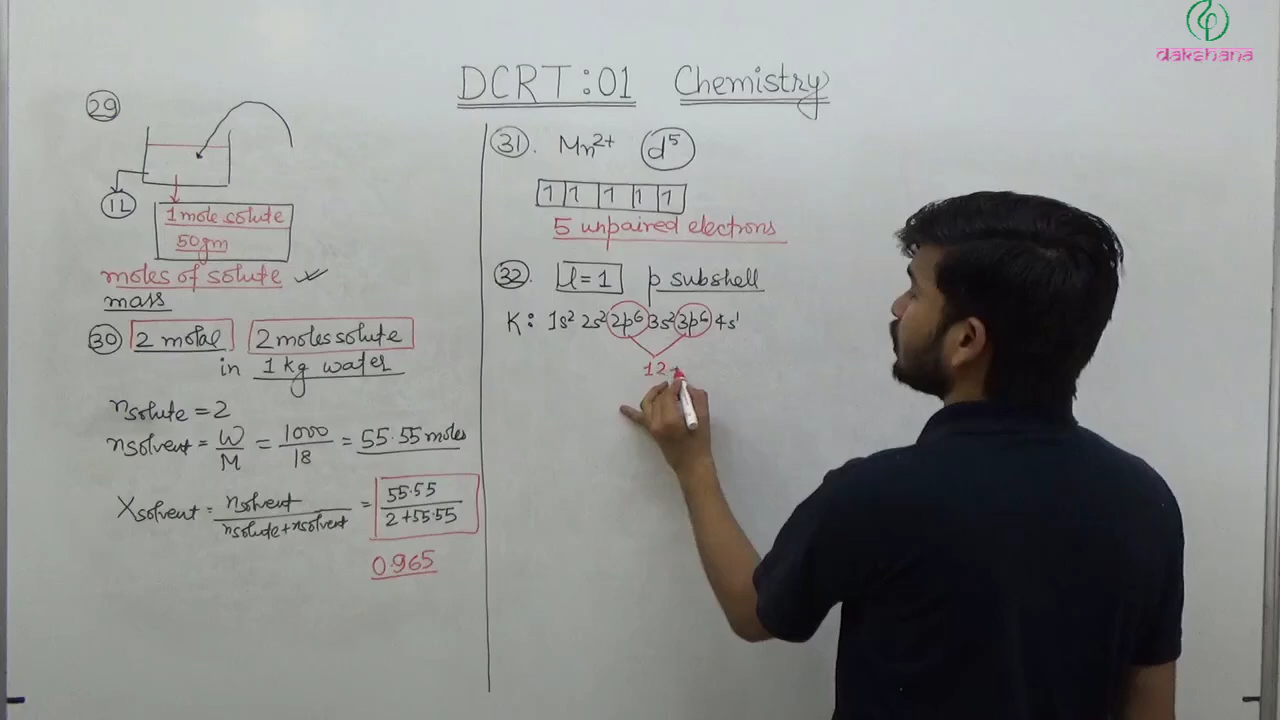 dakshana
DCRT:01 Chemistry
29
1L
1 mole solute
50gm
moles of solute
mass
30 2 molal 2 moles solute
in 1 kg water
nsolute = 2
nsolvent = W/M = 1000/18 = 55.55 moles
Xsolvent = nsolvent/nsolute+nsolvent = 55.55/2+55.55
0.965
31. Mn²⁺ d⁵
1 1 1 1 1
5 unpaired electrons
32. l = 1 p subshell
K: 1s² 2s² 2p⁶ 3s² 3p⁶ 4s¹
12